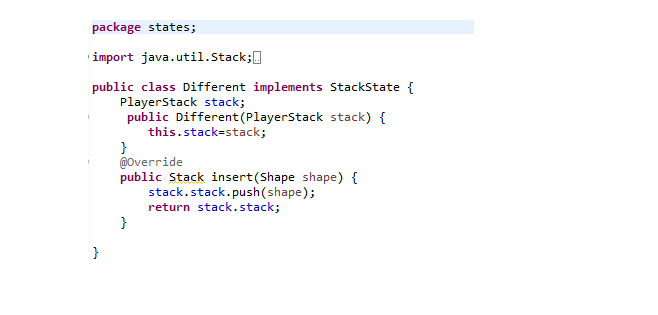 package states;
import java.util.Stack;
public class Different implements StackState {
PlayerStack stack;
public Different(PlayerStack stack) {
this.stack=stack;
}
@Override
public Stack insert(Shape shape) {
stack.stack.push(shape);
return stack.stack;
}
}